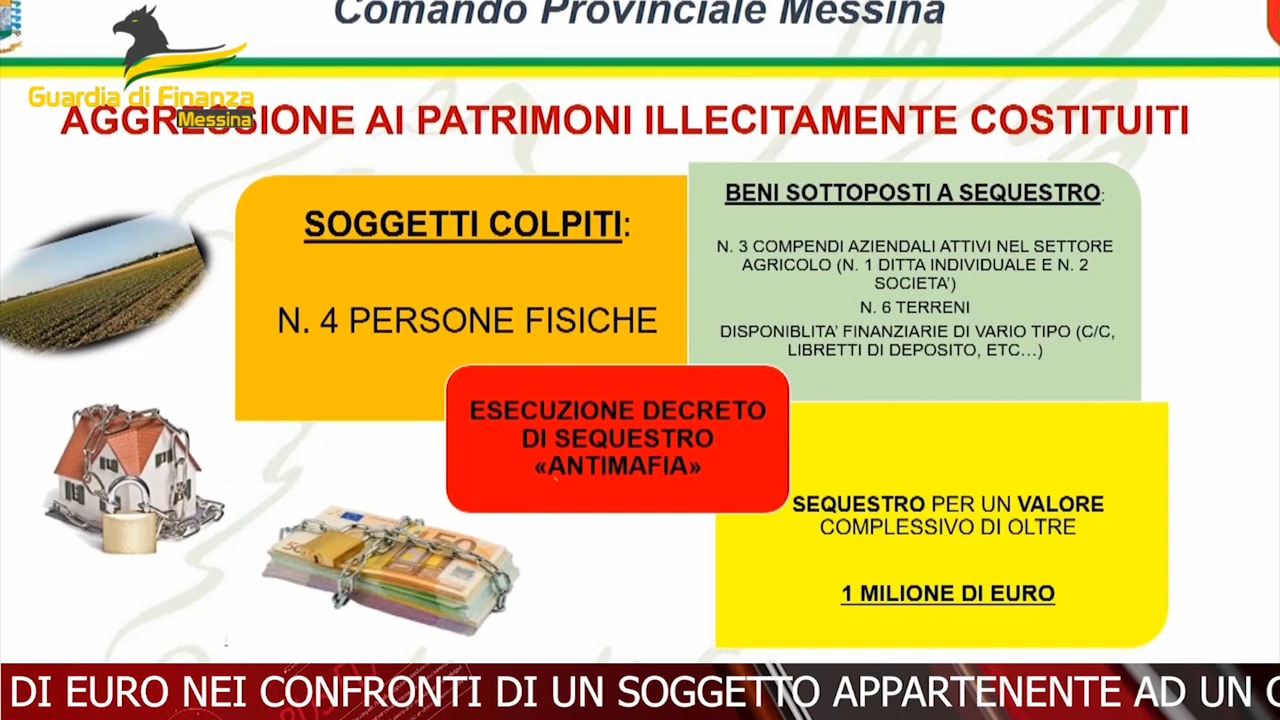 Comando Provinciale Messina
Guardia di Finanza
Messina
AGGRESSIONE AI PATRIMONI ILLECITAMENTE COSTITUITI
SOGGETTI COLPITI:
N. 4 PERSONE FISICHE
BENI SOTTOPOSTI A SEQUESTRO:
N. 3 COMPENDI AZIENDALI ATTIVI NEL SETTORE
AGRICOLO (N. 1 DITTA INDIVIDUALE E N. 2
SOCIETA')
N. 6 TERRENI
DISPONIBLITA' FINANZIARIE DI VARIO TIPO (C/C,
LIBRETTI DI DEPOSITO, ETC...)
ESECUZIONE DECRETO
DI SEQUESTRO
«ANTIMAFIA»
SEQUESTRO PER UN VALORE
COMPLESSIVO DI OLTRE
1 MILIONE DI EURO
DI EURO NEI CONFRONTI DI UN SOGGETTO APPARTENENTE AD UN